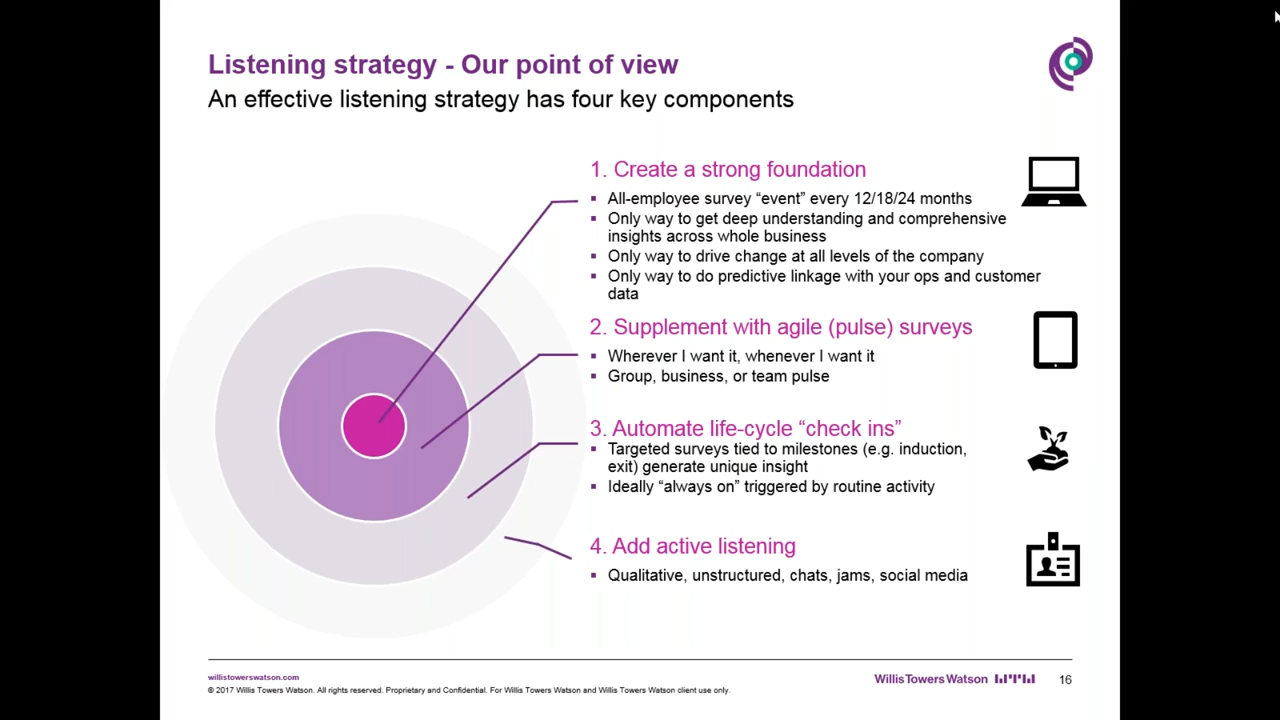 Listening strategy - Our point of view
An effective listening strategy has four key components
1. Create a strong foundation
▪ All-employee survey “event” every 12/18/24 months
▪ Only way to get deep understanding and comprehensive
insights across whole business
▪ Only way to drive change at all levels of the company
▪ Only way to do predictive linkage with your ops and customer
data
2. Supplement with agile (pulse) surveys
▪ Wherever I want it, whenever I want it
▪ Group, business, or team pulse
3. Automate life-cycle “check ins”
▪ Targeted surveys tied to milestones (e.g. induction,
exit) generate unique insight
▪ Ideally “always on” triggered by routine activity
4. Add active listening
▪ Qualitative, unstructured, chats, jams, social media
willistowerswatson.com
© 2017 Willis Towers Watson. All rights reserved. Proprietary and Confidential. For Willis Towers Watson and Willis Towers Watson client use only.
WillisTowersWatson
16